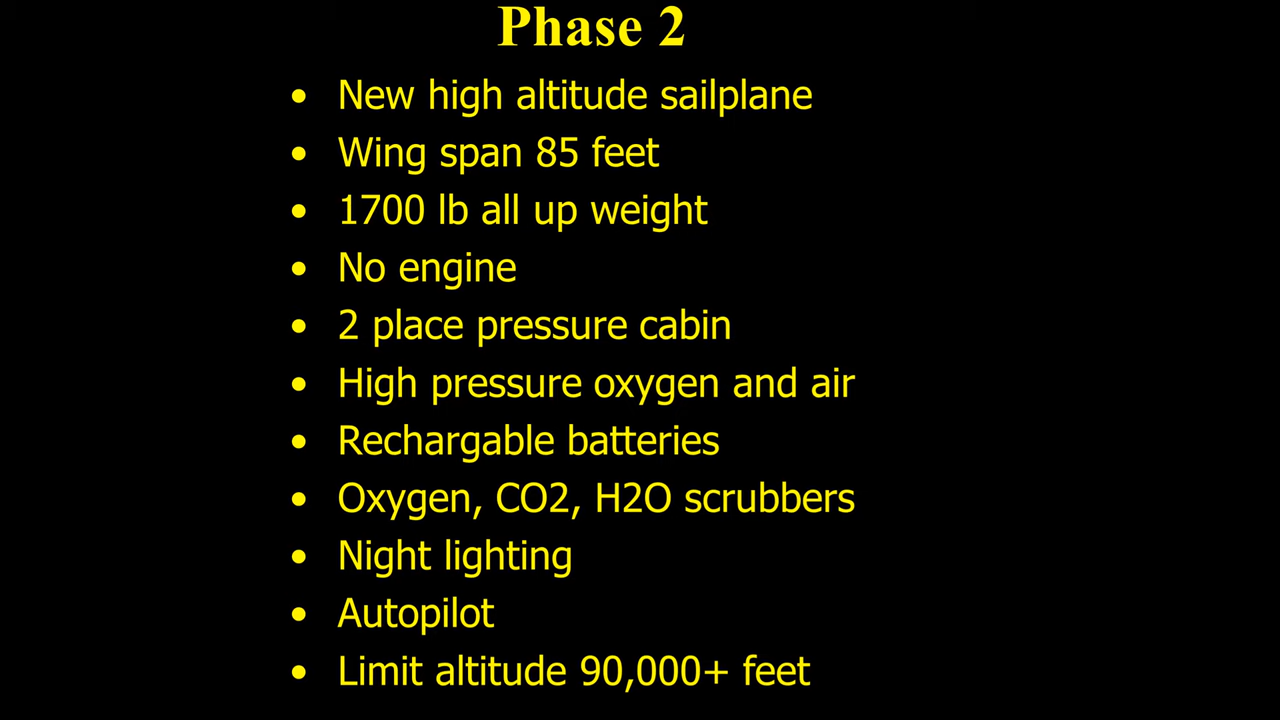 Phase 2
• New high altitude sailplane
• Wing span 85 feet
• 1700 lb all up weight
• No engine
• 2 place pressure cabin
• High pressure oxygen and air
• Rechargable batteries
• Oxygen, CO2, H2O scrubbers
• Night lighting
• Autopilot
• Limit altitude 90,000+ feet